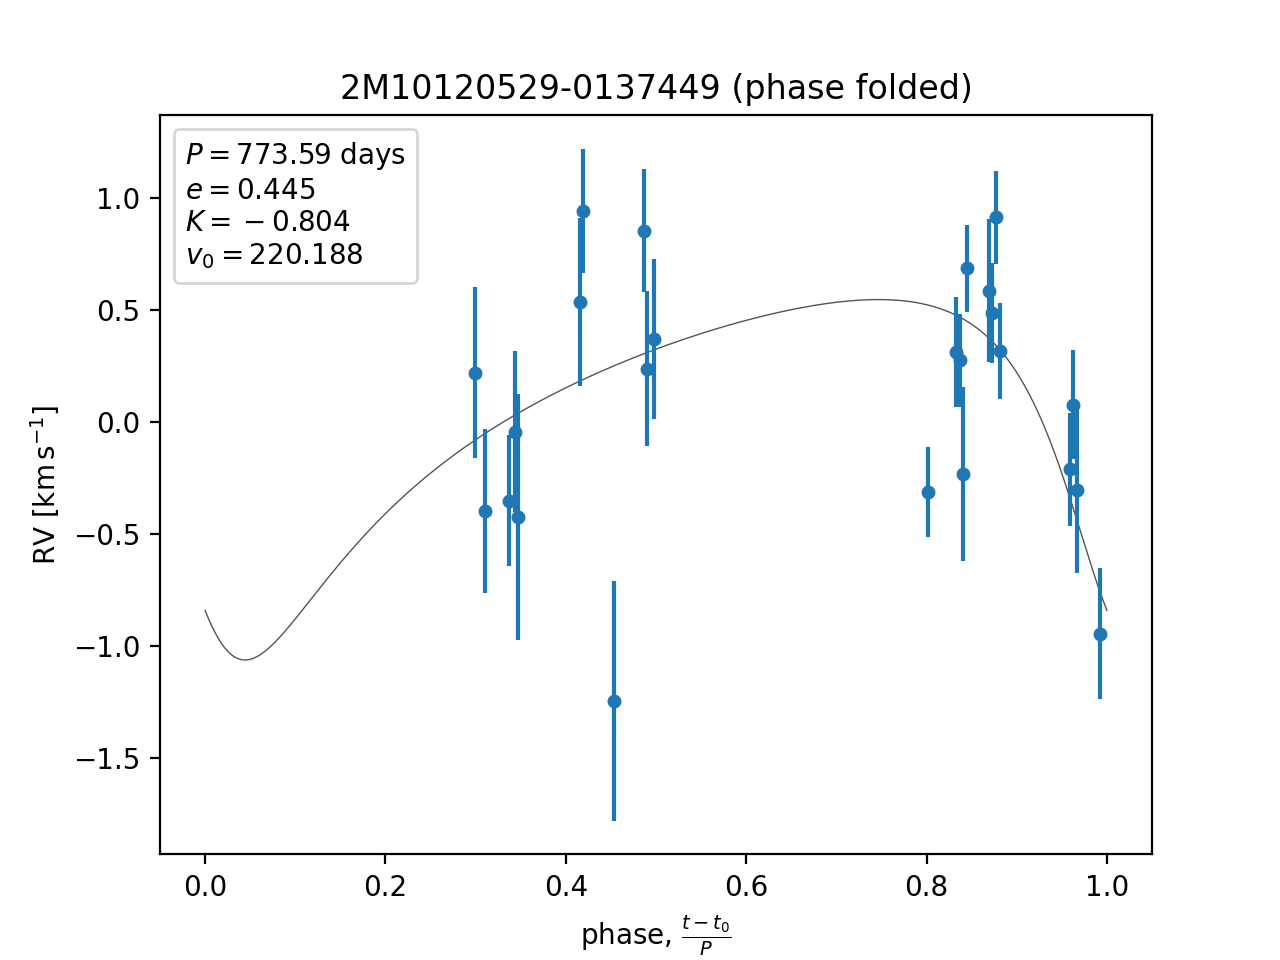 2M10120529-0137449 (phase folded)
P = 773.59 days
e = 0.445
K = −0.804
v₀ = 220.188
1.0
0.5
0.0
−0.5
−1.0
−1.5
RV [km s⁻¹]
0.0 0.2 0.4 0.6 0.8 1.0
phase, (t − t₀)/P